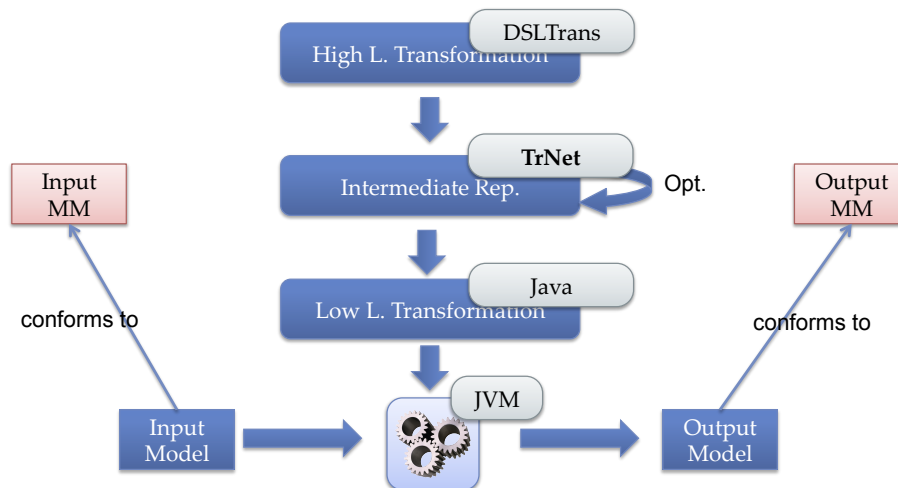 DSLTrans
High L. Transformation
TrNet
Intermediate Rep.
Opt.
Input
MM
Output
MM
Java
Low L. Transformation
conforms to
conforms to
JVM
Input
Model
Output
Model